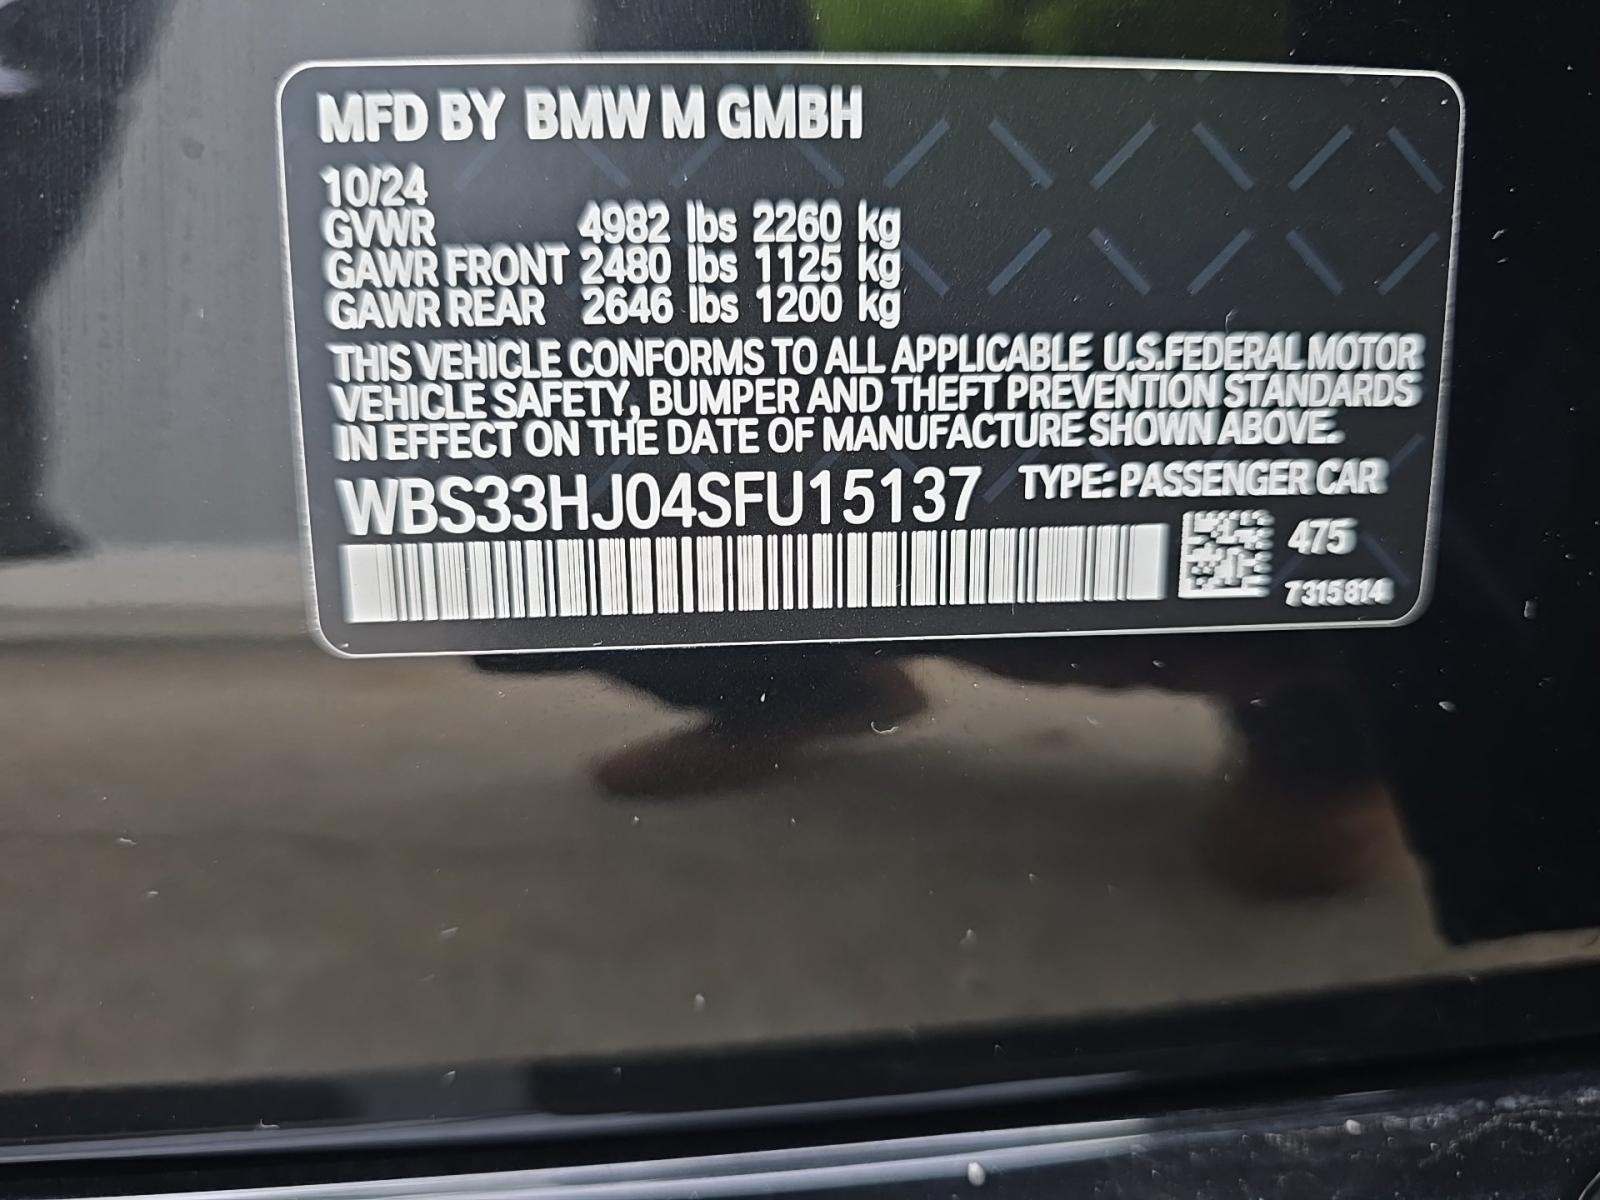 MFD BY BMW M GMBH
10/24
GVWR 4982 lbs 2260 kg
GAWR FRONT 2480 lbs 1125 kg
GAWR REAR 2646 lbs 1200 kg
THIS VEHICLE CONFORMS TO ALL APPLICABLE U.S.FEDERAL MOTOR
VEHICLE SAFETY, BUMPER AND THEFT PREVENTION STANDARDS
IN EFFECT ON THE DATE OF MANUFACTURE SHOWN ABOVE.
WBS33HJ04SFU15137 TYPE: PASSENGER CAR
475
7315814